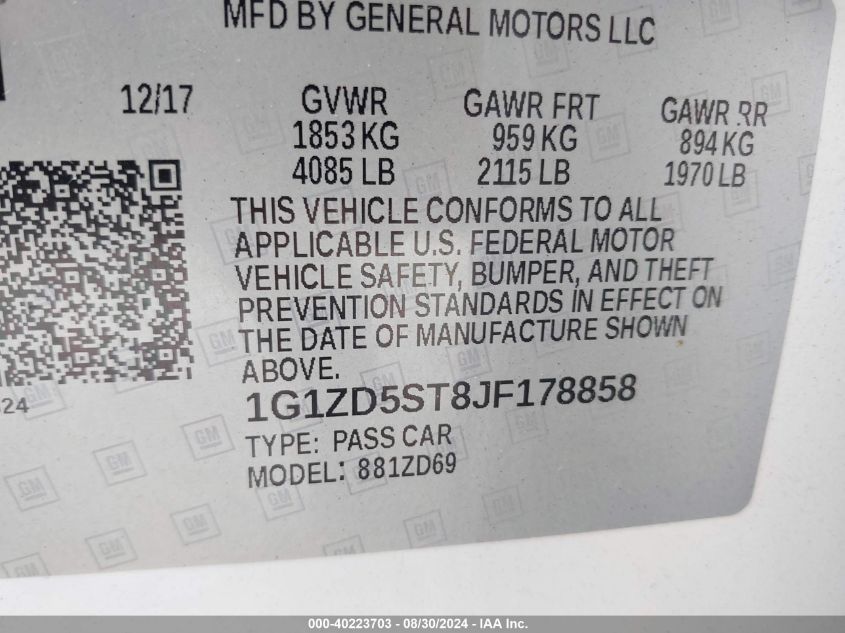 MFD BY GENERAL MOTORS LLC
12/17 GVWR GAWR FRT GAWR RR
1853 KG 959 KG 894 KG
4085 LB 2115 LB 1970 LB
THIS VEHICLE CONFORMS TO ALL
APPLICABLE U.S. FEDERAL MOTOR
VEHICLE SAFETY, BUMPER, AND THEFT
PREVENTION STANDARDS IN EFFECT ON
THE DATE OF MANUFACTURE SHOWN
ABOVE.
1G1ZD5ST8JF178858
TYPE: PASS CAR
MODEL: 881ZD69
000-40223703 - 08/30/2024 - IAA Inc.